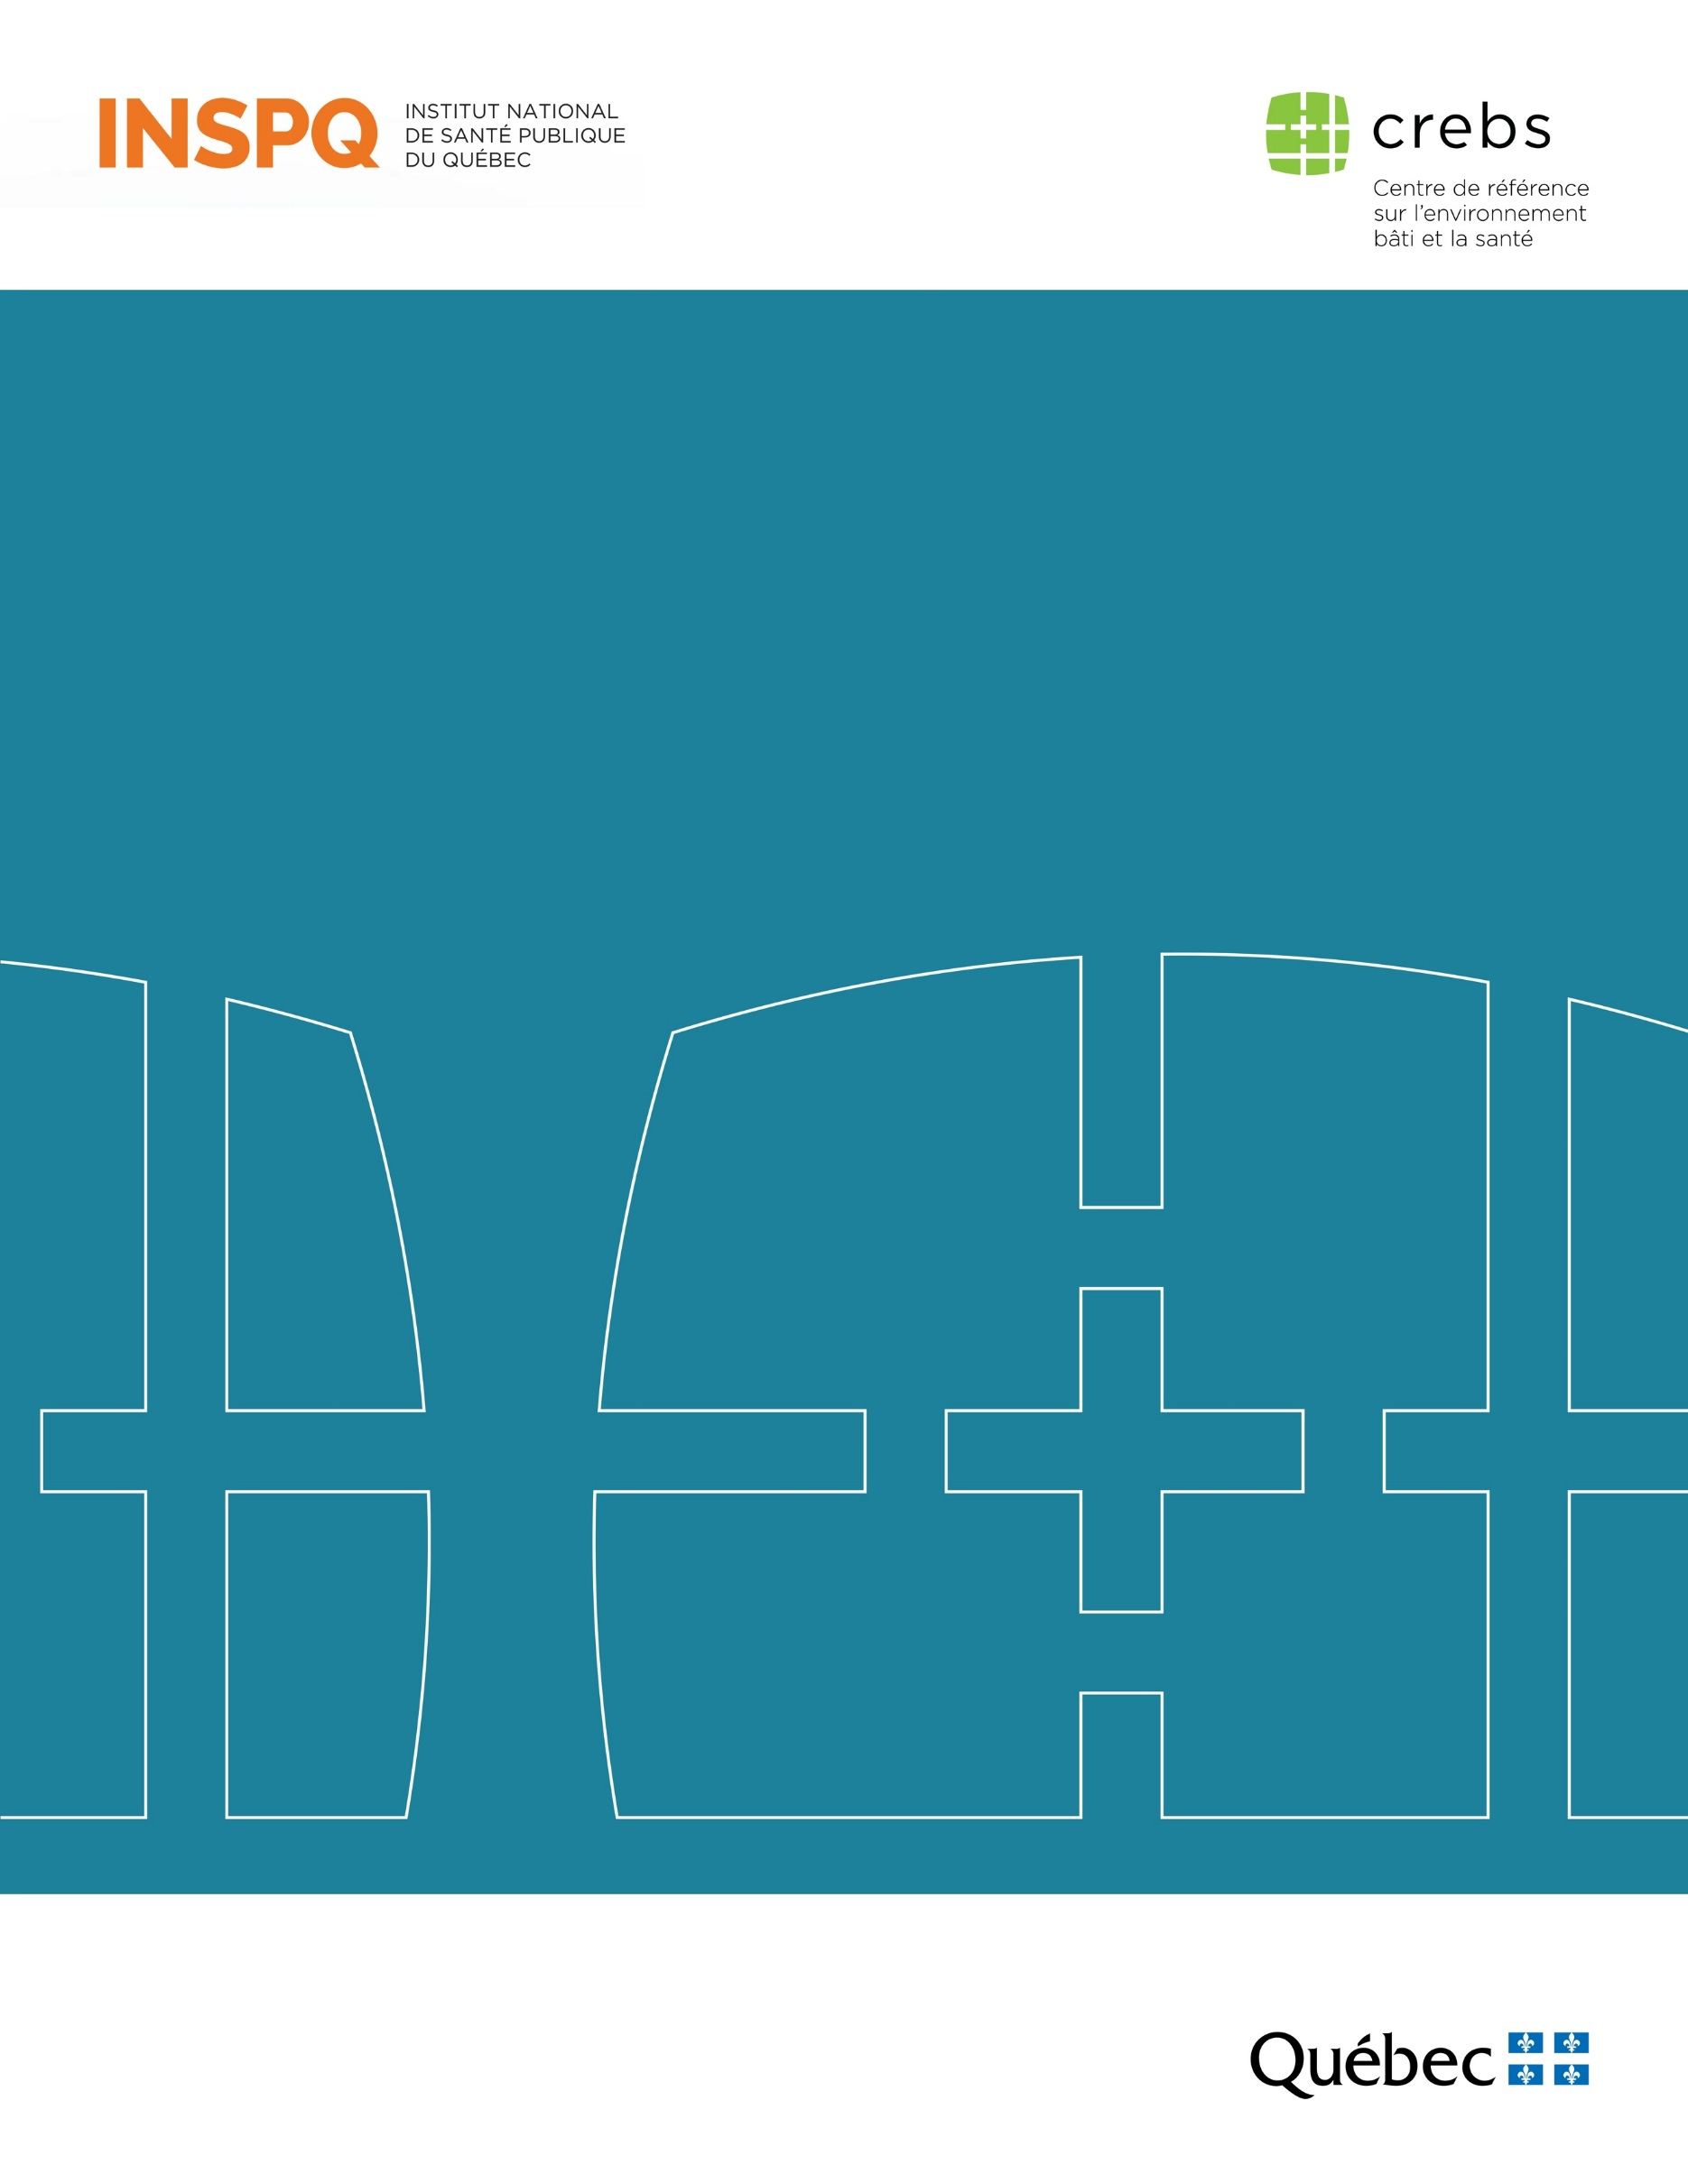 INSPQ
INSTITUT NATIONAL
DE SANTÉ PUBLIQUE
DU QUÉBEC
crebs
Centre de référence
sur l'environnement
bâti et la santé
Québec